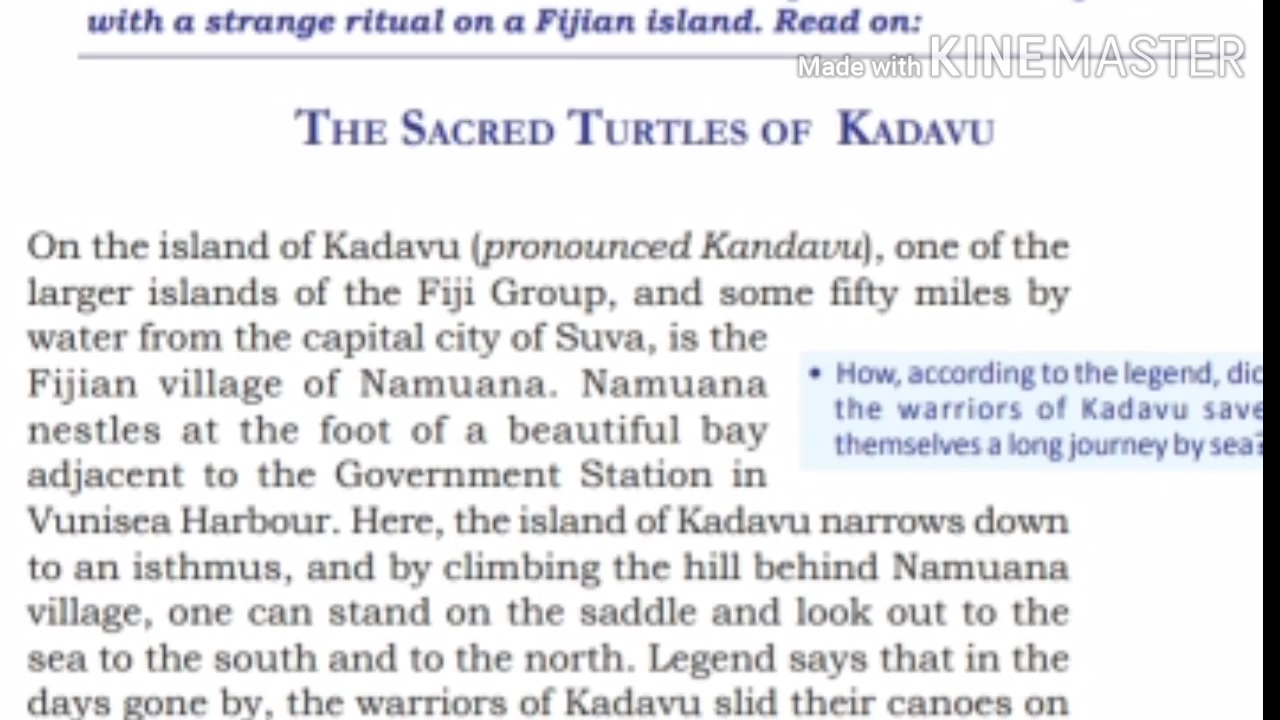 with a strange ritual on a Fijian island. Read on:
Made with KINEMASTER
THE SACRED TURTLES OF KADAVU
On the island of Kadavu (pronounced Kandavu), one of the
larger islands of the Fiji Group, and some fifty miles by
water from the capital city of Suva, is the
Fijian village of Namuana. Namuana
nestles at the foot of a beautiful bay
adjacent to the Government Station in
• How, according to the legend, did
the warriors of Kadavu save
themselves a long journey by sea?
Vunisea Harbour. Here, the island of Kadavu narrows down
to an isthmus, and by climbing the hill behind Namuana
village, one can stand on the saddle and look out to the
sea to the south and to the north. Legend says that in the
days gone by, the warriors of Kadavu slid their canoes on